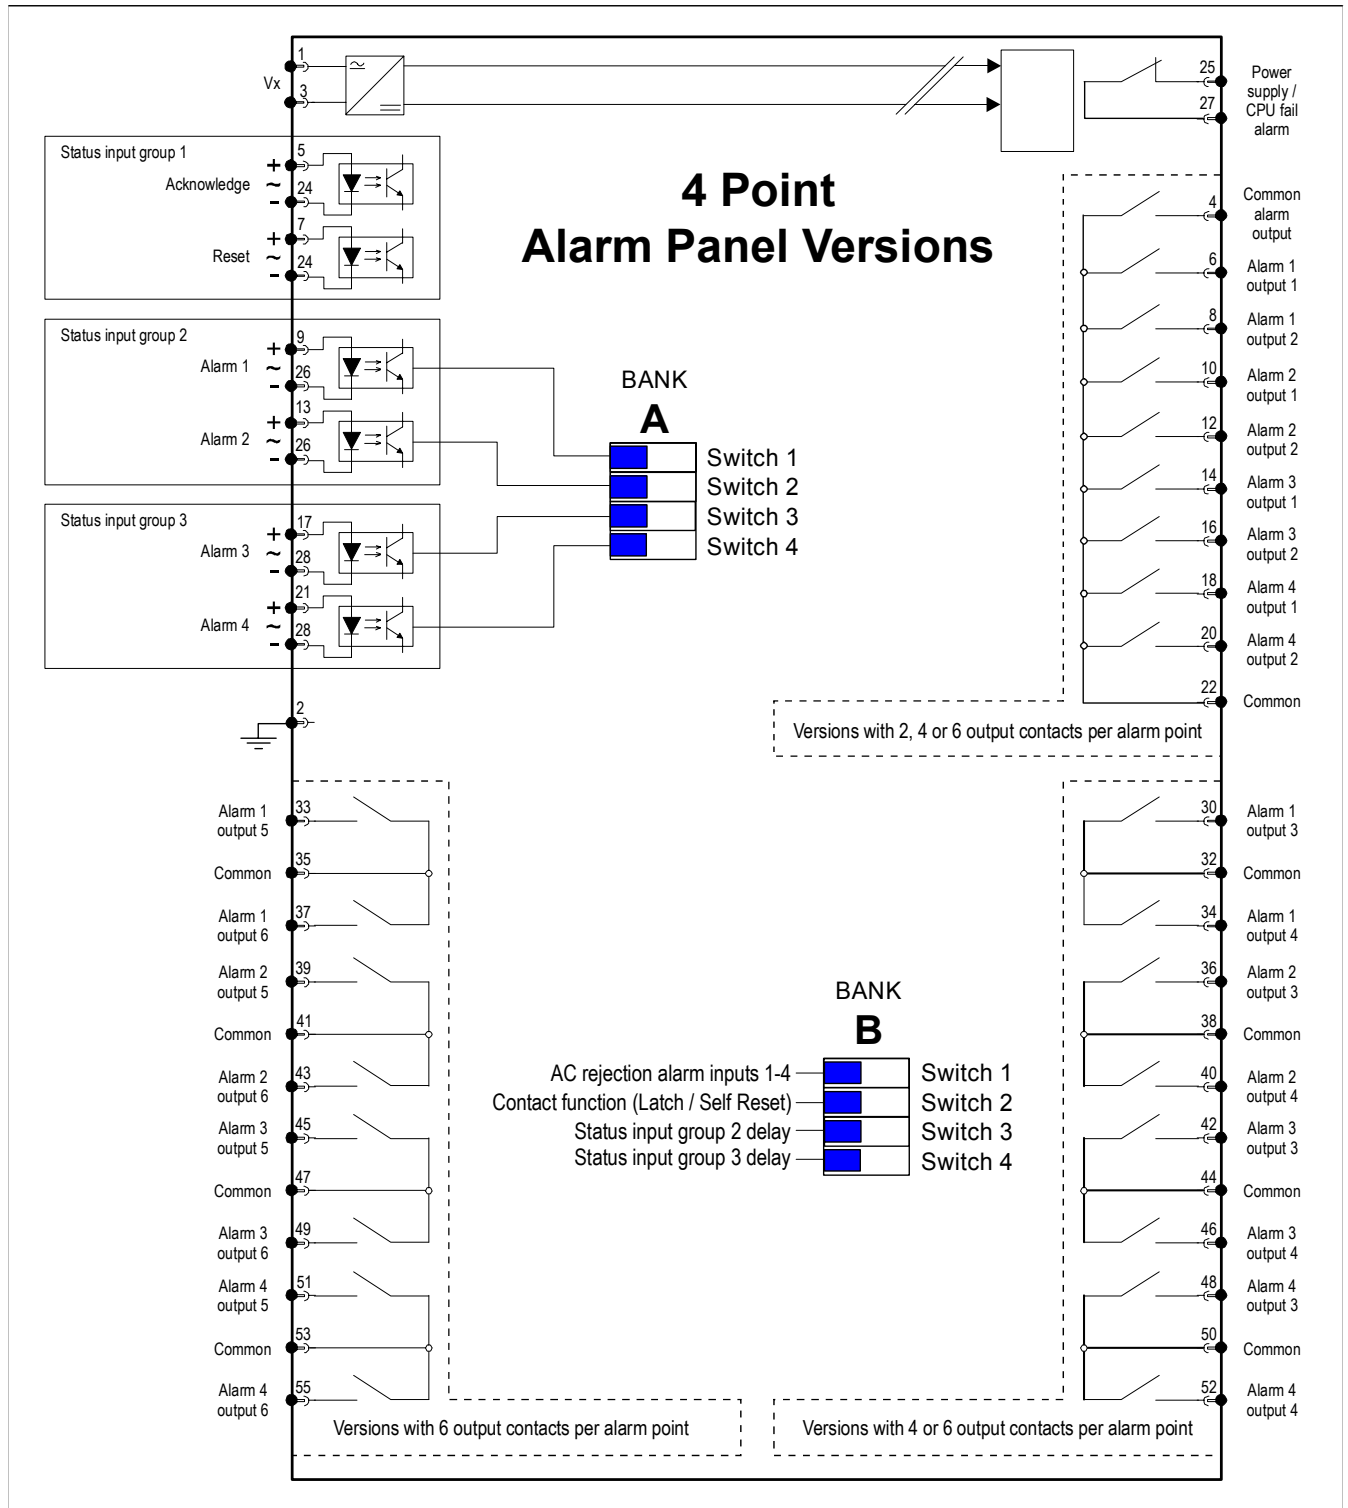 1
Vx
3
25
27
Power
supply /
CPU fail
alarm
Status input group 1
5
+
Acknowledge ~
24
-
7
+
Reset ~
24
-
4 Point
Alarm Panel Versions
Status input group 2
9
+
Alarm 1 ~
26
-
13
+
Alarm 2 ~
26
-
Status input group 3
17
+
Alarm 3 ~
28
-
21
+
Alarm 4 ~
28
-
2
BANK
A
Switch 1
Switch 2
Switch 3
Switch 4
4
Common
alarm
output
6
Alarm 1
output 1
8
Alarm 1
output 2
10
Alarm 2
output 1
12
Alarm 2
output 2
14
Alarm 3
output 1
16
Alarm 3
output 2
18
Alarm 4
output 1
20
Alarm 4
output 2
22
Common
Versions with 2, 4 or 6 output contacts per alarm point
Alarm 1
output 5
33
Common
35
Alarm 1
output 6
37
Alarm 2
output 5
39
Common
41
Alarm 2
output 6
43
Alarm 3
output 5
45
Common
47
Alarm 3
output 6
49
Alarm 4
output 5
51
Common
53
Alarm 4
output 6
55
Versions with 6 output contacts per alarm point
BANK
B
AC rejection alarm inputs 1-4 Switch 1
Contact function (Latch / Self Reset) Switch 2
Status input group 2 delay Switch 3
Status input group 3 delay Switch 4
30
Alarm 1
output 3
32
Common
34
Alarm 1
output 4
36
Alarm 2
output 3
38
Common
40
Alarm 2
output 4
42
Alarm 3
output 3
44
Common
46
Alarm 3
output 4
48
Alarm 4
output 3
50
Common
52
Alarm 4
output 4
Versions with 4 or 6 output contacts per alarm point